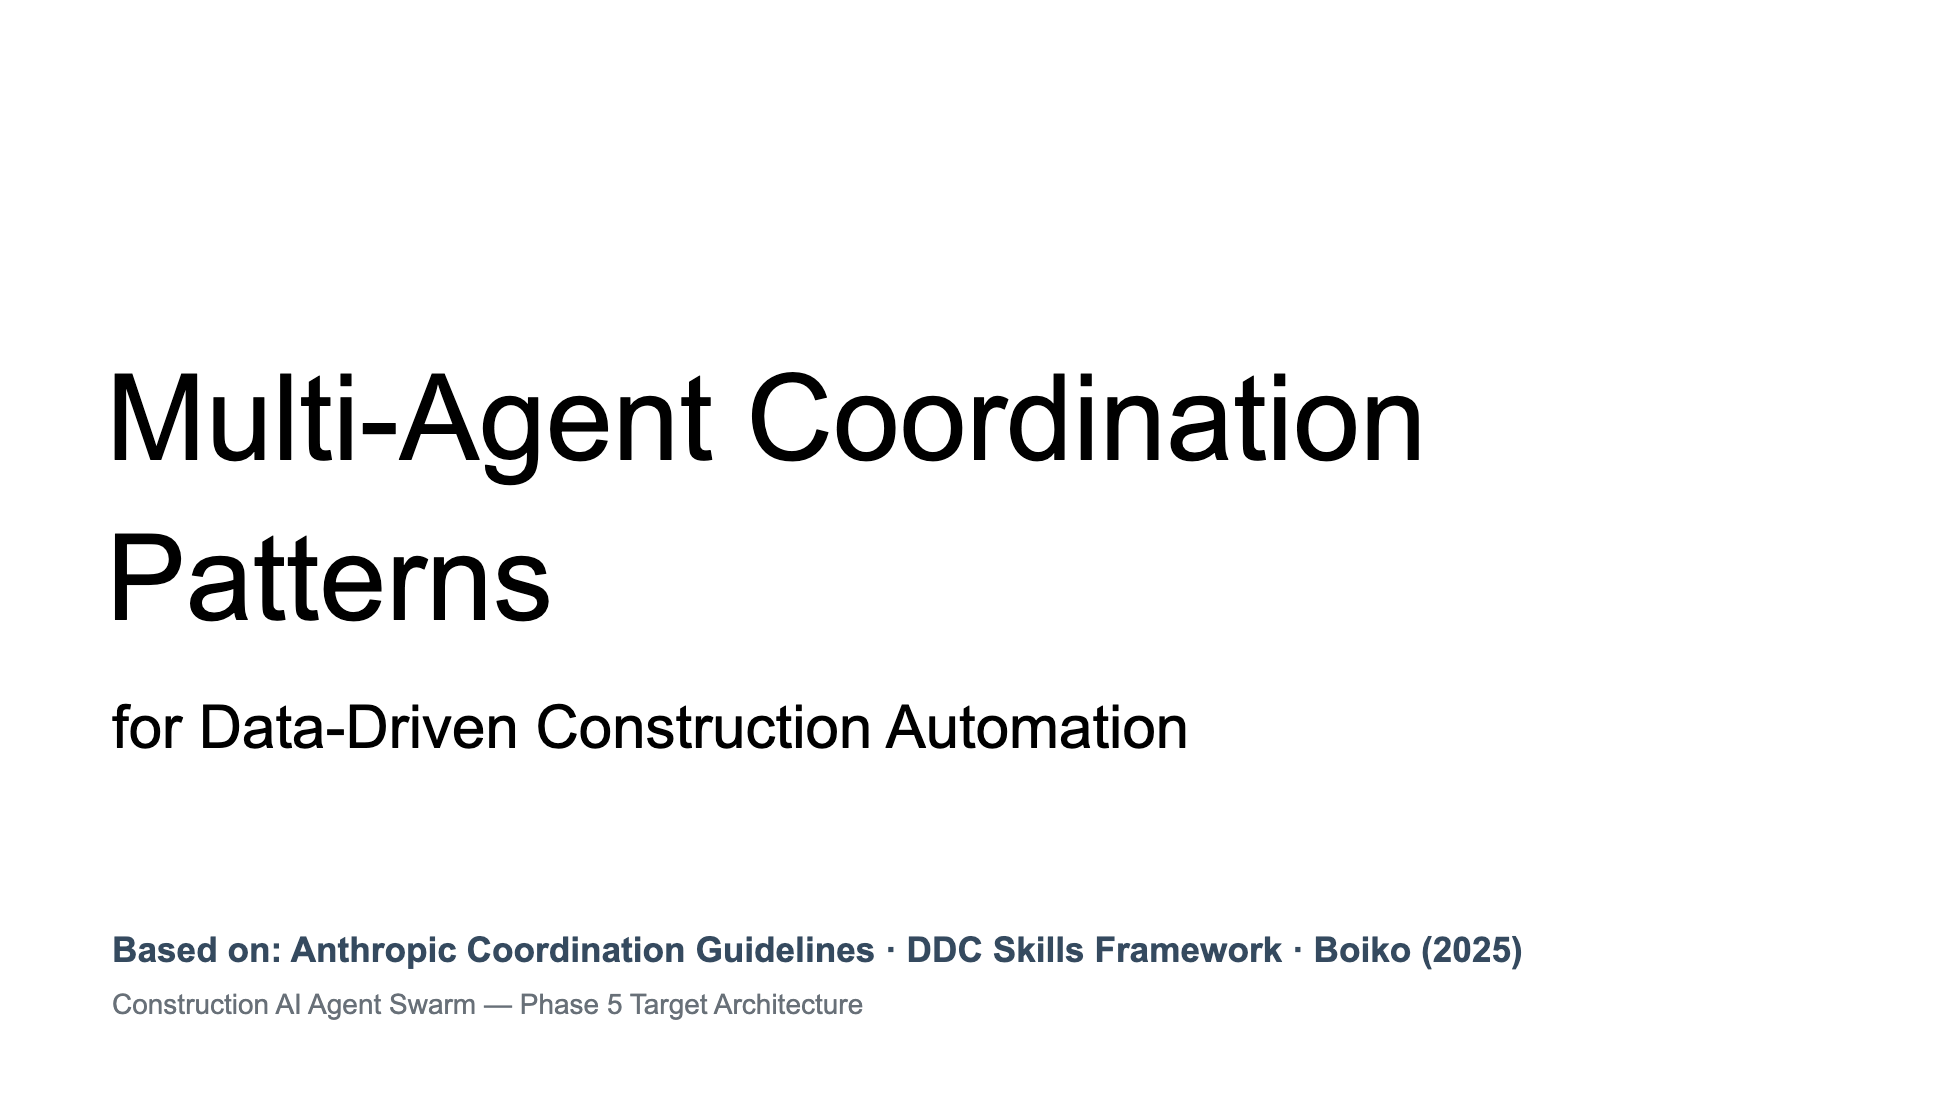 Multi-Agent Coordination
Patterns
for Data-Driven Construction Automation
Based on: Anthropic Coordination Guidelines · DDC Skills Framework · Boiko (2025)
Construction AI Agent Swarm — Phase 5 Target Architecture